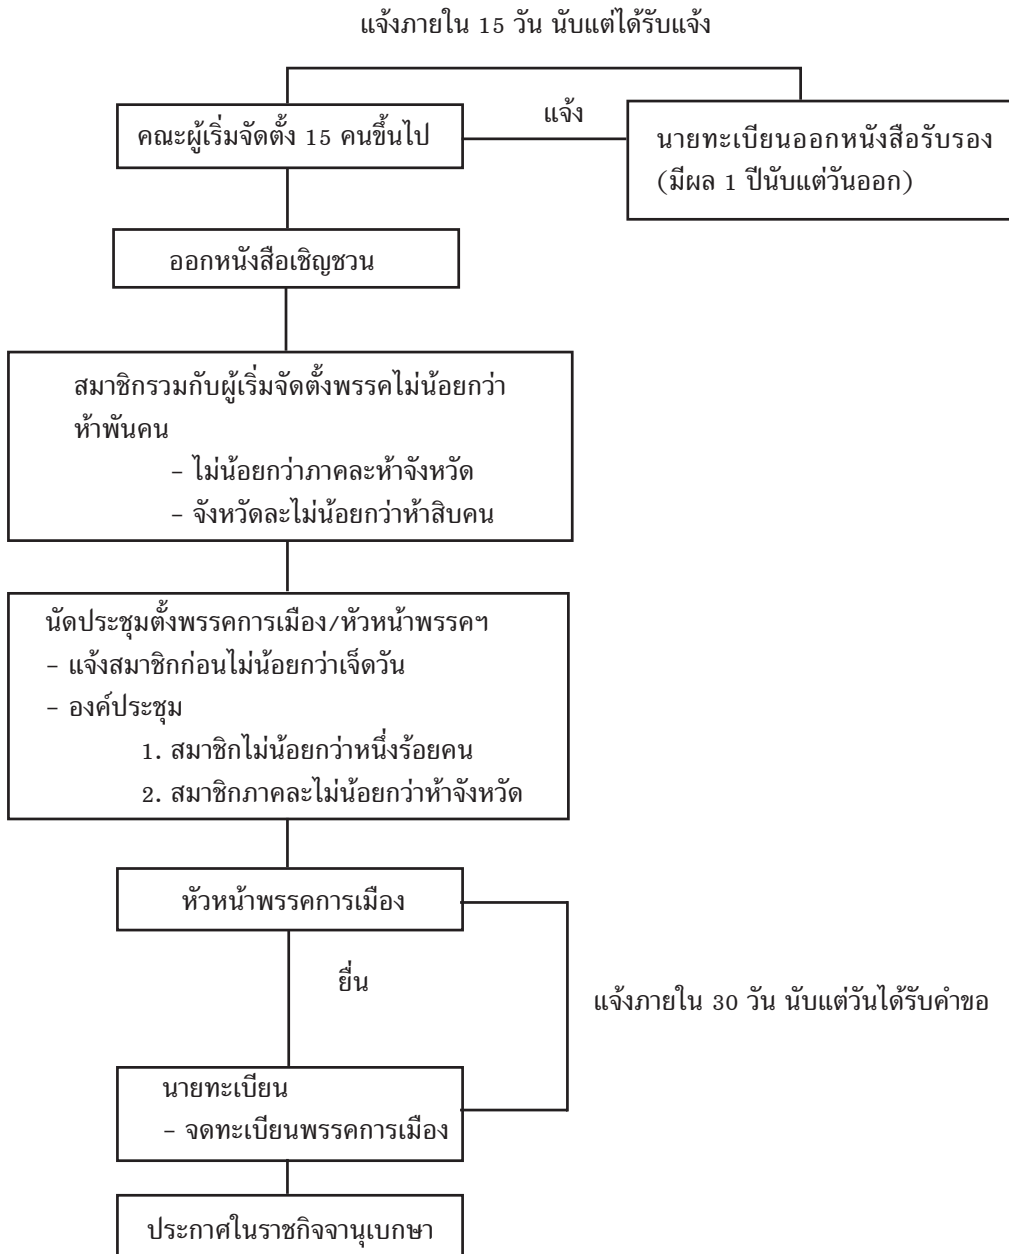 แจ้งภายใน 15 วัน นับแต่ได้รับแจ้ง
คณะผู้เริ่มจัดตั้ง 15 คนขึ้นไป
แจ้ง
นายทะเบียนออกหนังสือรับรอง
(มีผล 1 ปีนับแต่วันออก)
ออกหนังสือเชิญชวน
สมาชิกรวมกับผู้เริ่มจัดตั้งพรรคไม่น้อยกว่า
ห้าพันคน
– ไม่น้อยกว่าภาคละห้าจังหวัด
– จังหวัดละไม่น้อยกว่าห้าสิบคน
นัดประชุมตั้งพรรคการเมือง/หัวหน้าพรรคฯ
– แจ้งสมาชิกก่อนไม่น้อยกว่าเจ็ดวัน
– องค์ประชุม
1. สมาชิกไม่น้อยกว่าหนึ่งร้อยคน
2. สมาชิกภาคละไม่น้อยกว่าห้าจังหวัด
หัวหน้าพรรคการเมือง
ยื่น
แจ้งภายใน 30 วัน นับแต่วันได้รับคำขอ
นายทะเบียน
– จดทะเบียนพรรคการเมือง
ประกาศในราชกิจจานุเบกษา